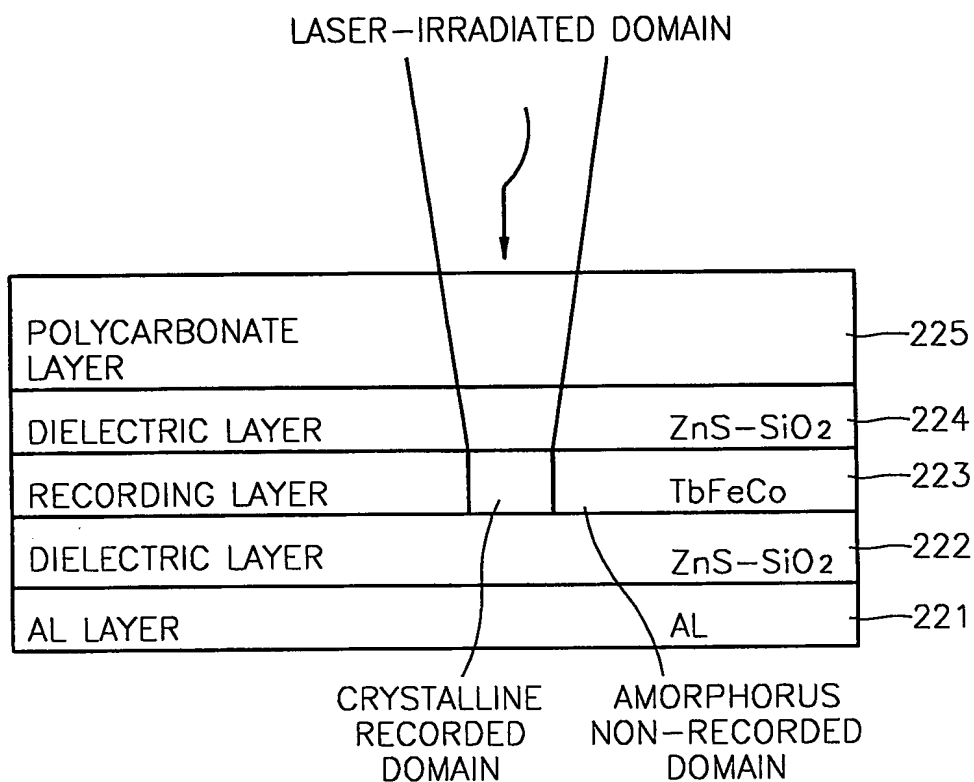 LASER-IRRADIATED DOMAIN
POLYCARBONATE
LAYER
225
DIELECTRIC LAYER ZnS-SiO2 224
RECORDING LAYER TbFeCo 223
DIELECTRIC LAYER ZnS-SiO2 222
AL LAYER AL 221
CRYSTALLINE
RECORDED
DOMAIN
AMORPHORUS
NON-RECORDED
DOMAIN